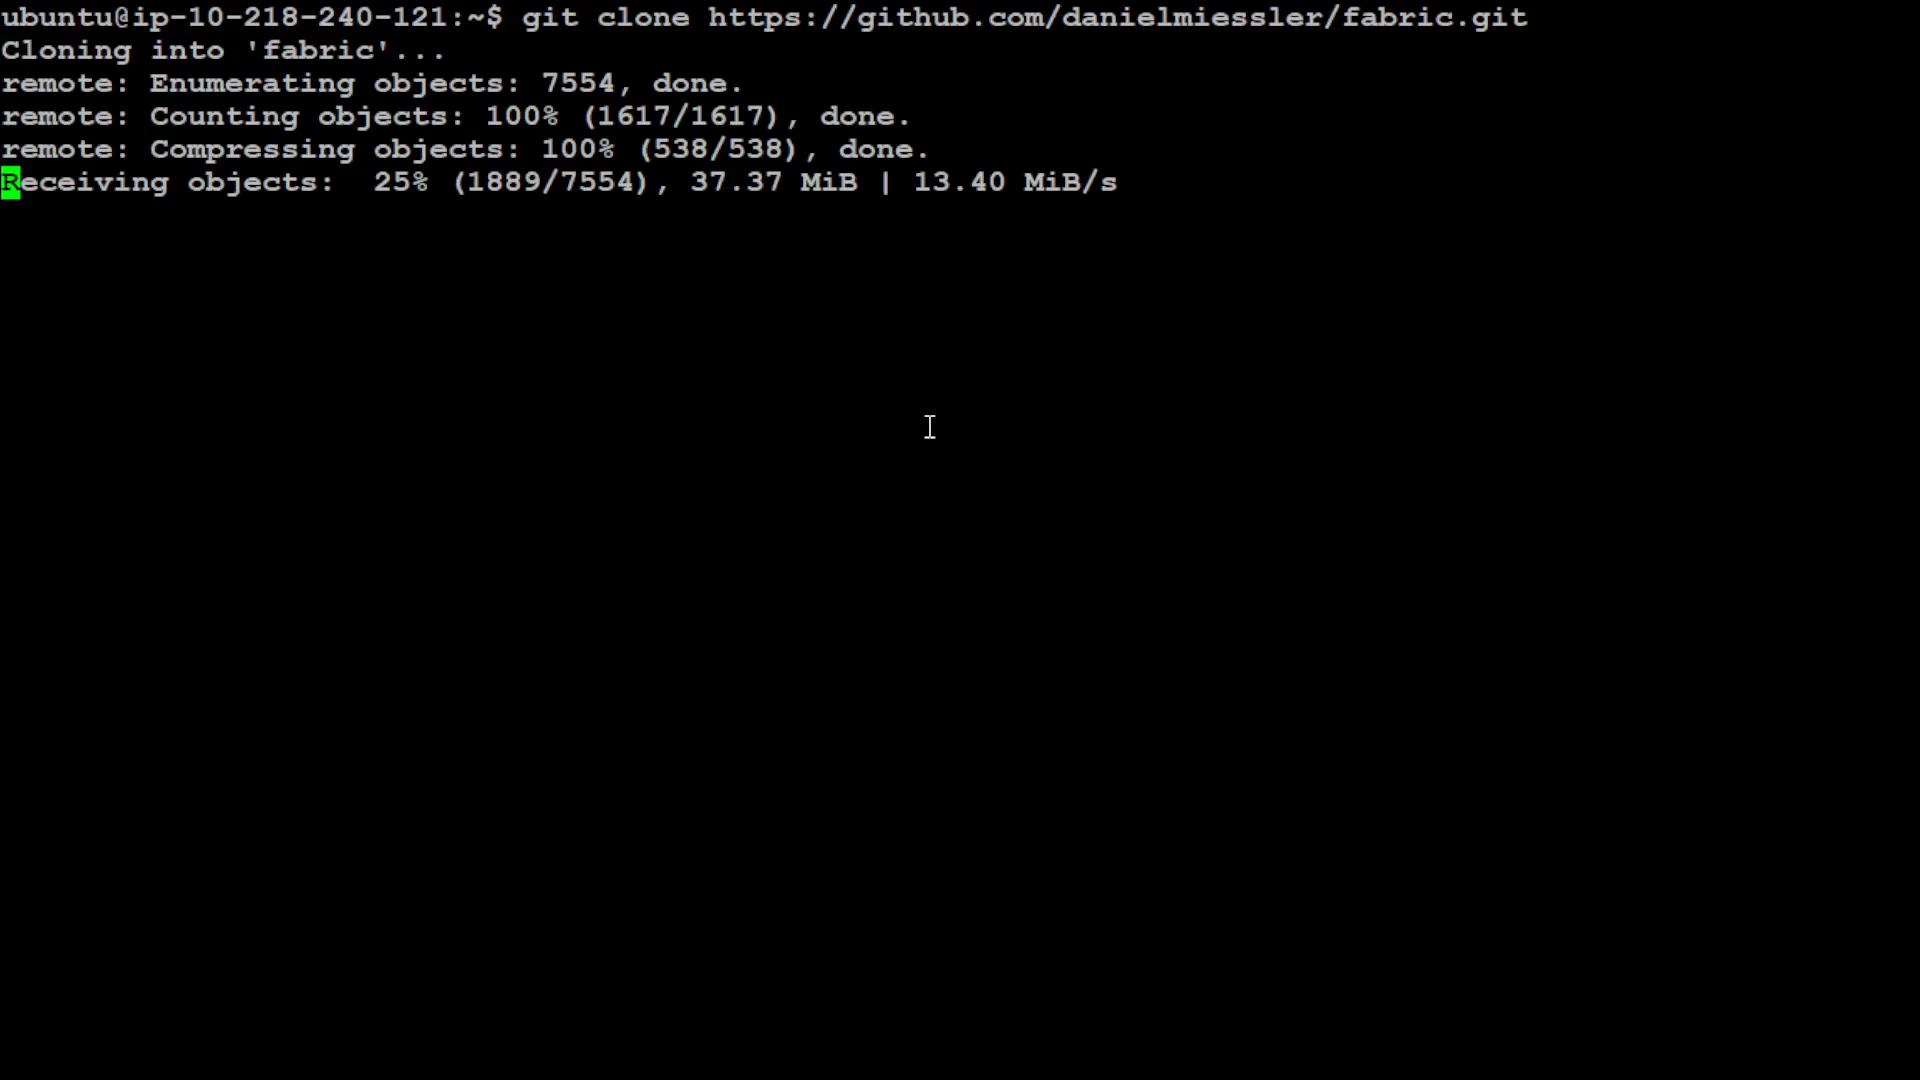 ubuntu@ip-10-218-240-121:~$ git clone https://github.com/danielmiessler/fabric.git
Cloning into 'fabric'...
remote: Enumerating objects: 7554, done.
remote: Counting objects: 100% (1617/1617), done.
remote: Compressing objects: 100% (538/538), done.
Receiving objects:  25% (1889/7554), 37.37 MiB | 13.40 MiB/s